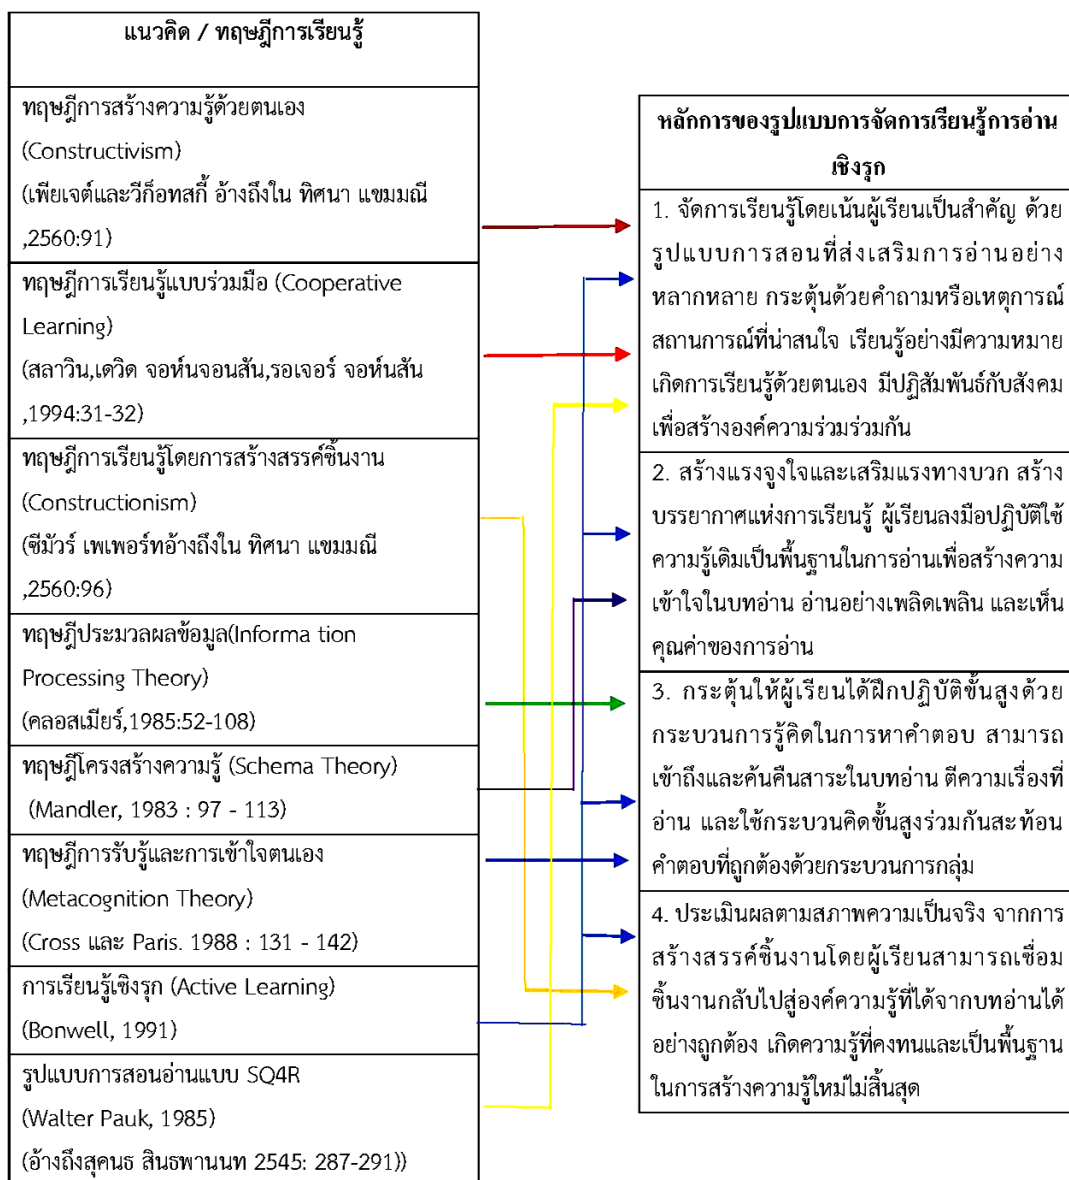 แนวคิด / ทฤษฎีการเรียนรู้
ทฤษฎีการสร้างความรู้ด้วยตนเอง
(Constructivism)
(เพียเจต์และวีก็อทสกี้ อ้างถึงใน ทิศนา แขมมณี
,2560:91)
ทฤษฎีการเรียนรู้แบบร่วมมือ (Cooperative
Learning)
(สลาวิน,เดวิด จอห์นจอนสัน,รอเจอร์ จอห์นสัน
,1994:31-32)
ทฤษฎีการเรียนรู้โดยการสร้างสรรค์ชิ้นงาน
(Constructionism)
(ซีมัวร์ เพเพอร์ทอ้างถึงใน ทิศนา แขมมณี
,2560:96)
ทฤษฎีประมวลผลข้อมูล(Informa tion
Processing Theory)
(คลอสเมียร์,1985:52-108)
ทฤษฎีโครงสร้างความรู้ (Schema Theory)
(Mandler, 1983 : 97 - 113)
ทฤษฎีการรับรู้และการเข้าใจตนเอง
(Metacognition Theory)
(Cross และ Paris. 1988 : 131 - 142)
การเรียนรู้เชิงรุก (Active Learning)
(Bonwell, 1991)
รูปแบบการสอนอ่านแบบ SQ4R
(Walter Pauk, 1985)
(อ้างถึงสุคนธ สินธพานนท 2545: 287-291))
หลักการของรูปแบบการจัดการเรียนรู้การอ่าน
เชิงรุก
1. จัดการเรียนรู้โดยเน้นผู้เรียนเป็นสำคัญ ด้วย
รูปแบบการสอนที่ส่งเสริมการอ่านอย่าง
หลากหลาย กระตุ้นด้วยคำถามหรือเหตุการณ์
สถานการณ์ที่น่าสนใจ เรียนรู้อย่างมีความหมาย
เกิดการเรียนรู้ด้วยตนเอง มีปฏิสัมพันธ์กับสังคม
เพื่อสร้างองค์ความร่วมร่วมกัน
2. สร้างแรงจูงใจและเสริมแรงทางบวก สร้าง
บรรยากาศแห่งการเรียนรู้ ผู้เรียนลงมือปฏิบัติใช้
ความรู้เดิมเป็นพื้นฐานในการอ่านเพื่อสร้างความ
เข้าใจในบทอ่าน อ่านอย่างเพลิดเพลิน และเห็น
คุณค่าของการอ่าน
3. กระตุ้นให้ผู้เรียนได้ฝึกปฏิบัติขั้นสูงด้วย
กระบวนการรู้คิดในการหาคำตอบ สามารถ
เข้าถึงและค้นคืนสาระในบทอ่าน ตีความเรื่องที่
อ่าน และใช้กระบวนคิดขั้นสูงร่วมกันสะท้อน
คำตอบที่ถูกต้องด้วยกระบวนการกลุ่ม
4. ประเมินผลตามสภาพความเป็นจริง จากการ
สร้างสรรค์ชิ้นงานโดยผู้เรียนสามารถเชื่อม
ชิ้นงานกลับไปสู่องค์ความรู้ที่ได้จากบทอ่านได้
อย่างถูกต้อง เกิดความรู้ที่คงทนและเป็นพื้นฐาน
ในการสร้างความรู้ใหม่ไม่สิ้นสุด